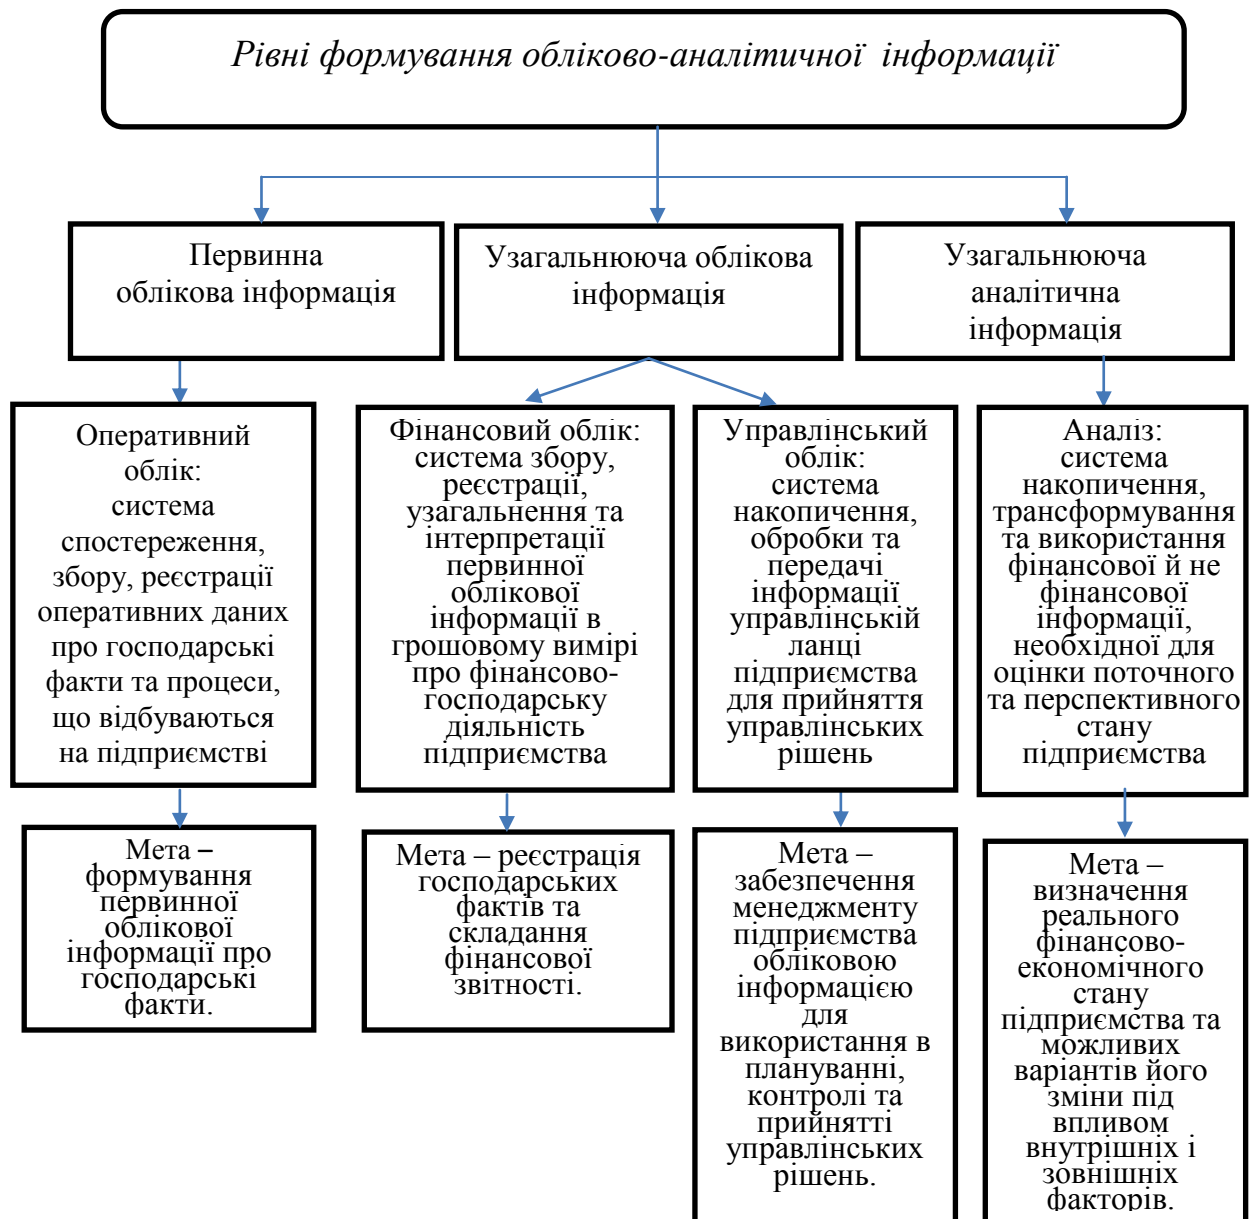 Рівні формування обліково-аналітичної інформації
Первинна
облікова інформація
Узагальнююча облікова
інформація
Узагальнююча
аналітична
інформація
Оперативний
облік:
система
спостереження,
збору, реєстрації
оперативних даних
про господарські
факти та процеси,
що відбуваються
на підприємстві
Фінансовий облік:
система збору,
реєстрації,
узагальнення та
інтерпретації
первинної
облікової
інформації в
грошовому вимірі
про фінансово-
господарську
діяльність
підприємства
Управлінський
облік:
система
накопичення,
обробки та
передачі
інформації
управлінській
ланці
підприємства
для прийняття
управлінських
рішень
Аналіз:
система
накопичення,
трансформування
та використання
фінансової й не
фінансової
інформації,
необхідної для
оцінки поточного
та перспективного
стану
підприємства
Мета –
формування
первинної
облікової
інформації про
господарські
факти.
Мета – реєстрація
господарських
фактів та
складання
фінансової
звітності.
Мета –
забезпечення
менеджменту
підприємства
обліковою
інформацією
для
використання в
плануванні,
контролі та
прийнятті
управлінських
рішень.
Мета –
визначення
реального
фінансово-
економічного
стану
підприємства та
можливих
варіантів його
зміни під
впливом
внутрішніх і
зовнішніх
факторів.